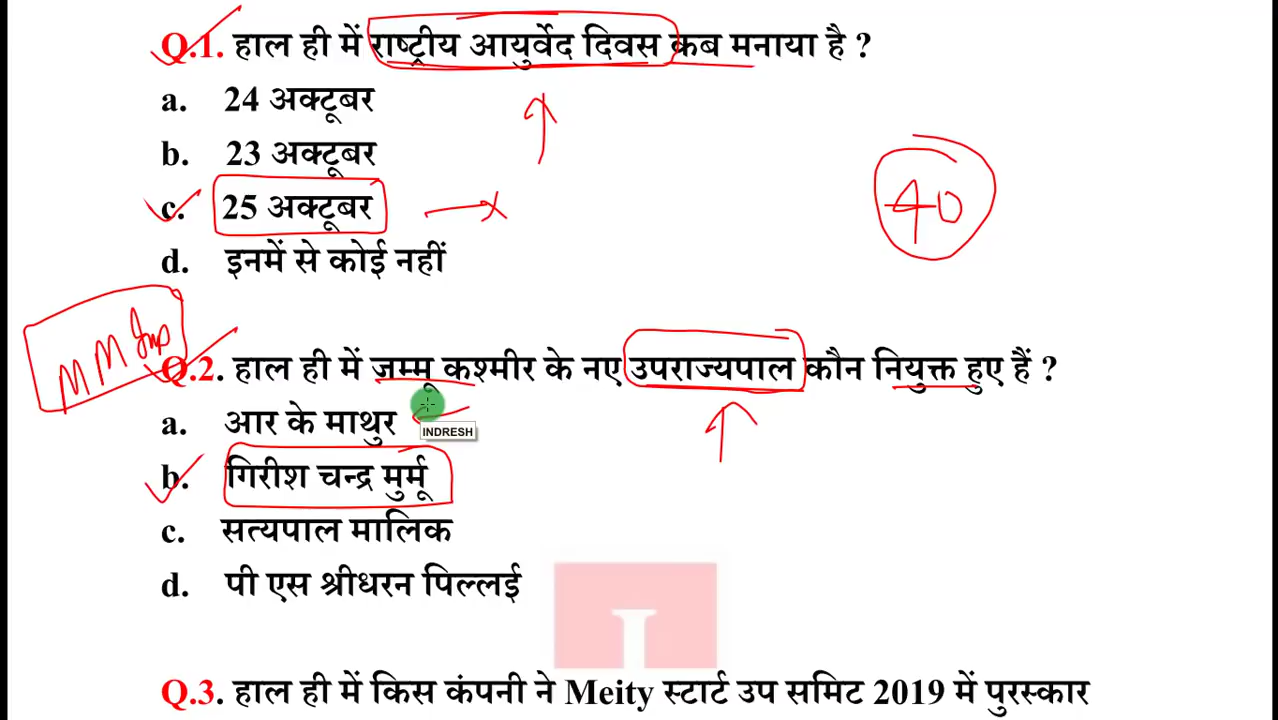 Q.1. हाल ही में राष्ट्रीय आयुर्वेद दिवस कब मनाया है ?
a. 24 अक्टूबर
b. 23 अक्टूबर
c. 25 अक्टूबर
40
d. इनमें से कोई नहीं
M M Imp
Q.2. हाल ही में जम्मू कश्मीर के नए उपराज्यपाल कौन नियुक्त हुए हैं ?
a. आर के माथुर
INDRESH
b. गिरीश चन्द्र मुर्मू
c. सत्यपाल मालिक
d. पी एस श्रीधरन पिल्लई
Q.3. हाल ही में किस कंपनी ने Meity स्टार्ट उप समिट 2019 में पुरस्कार